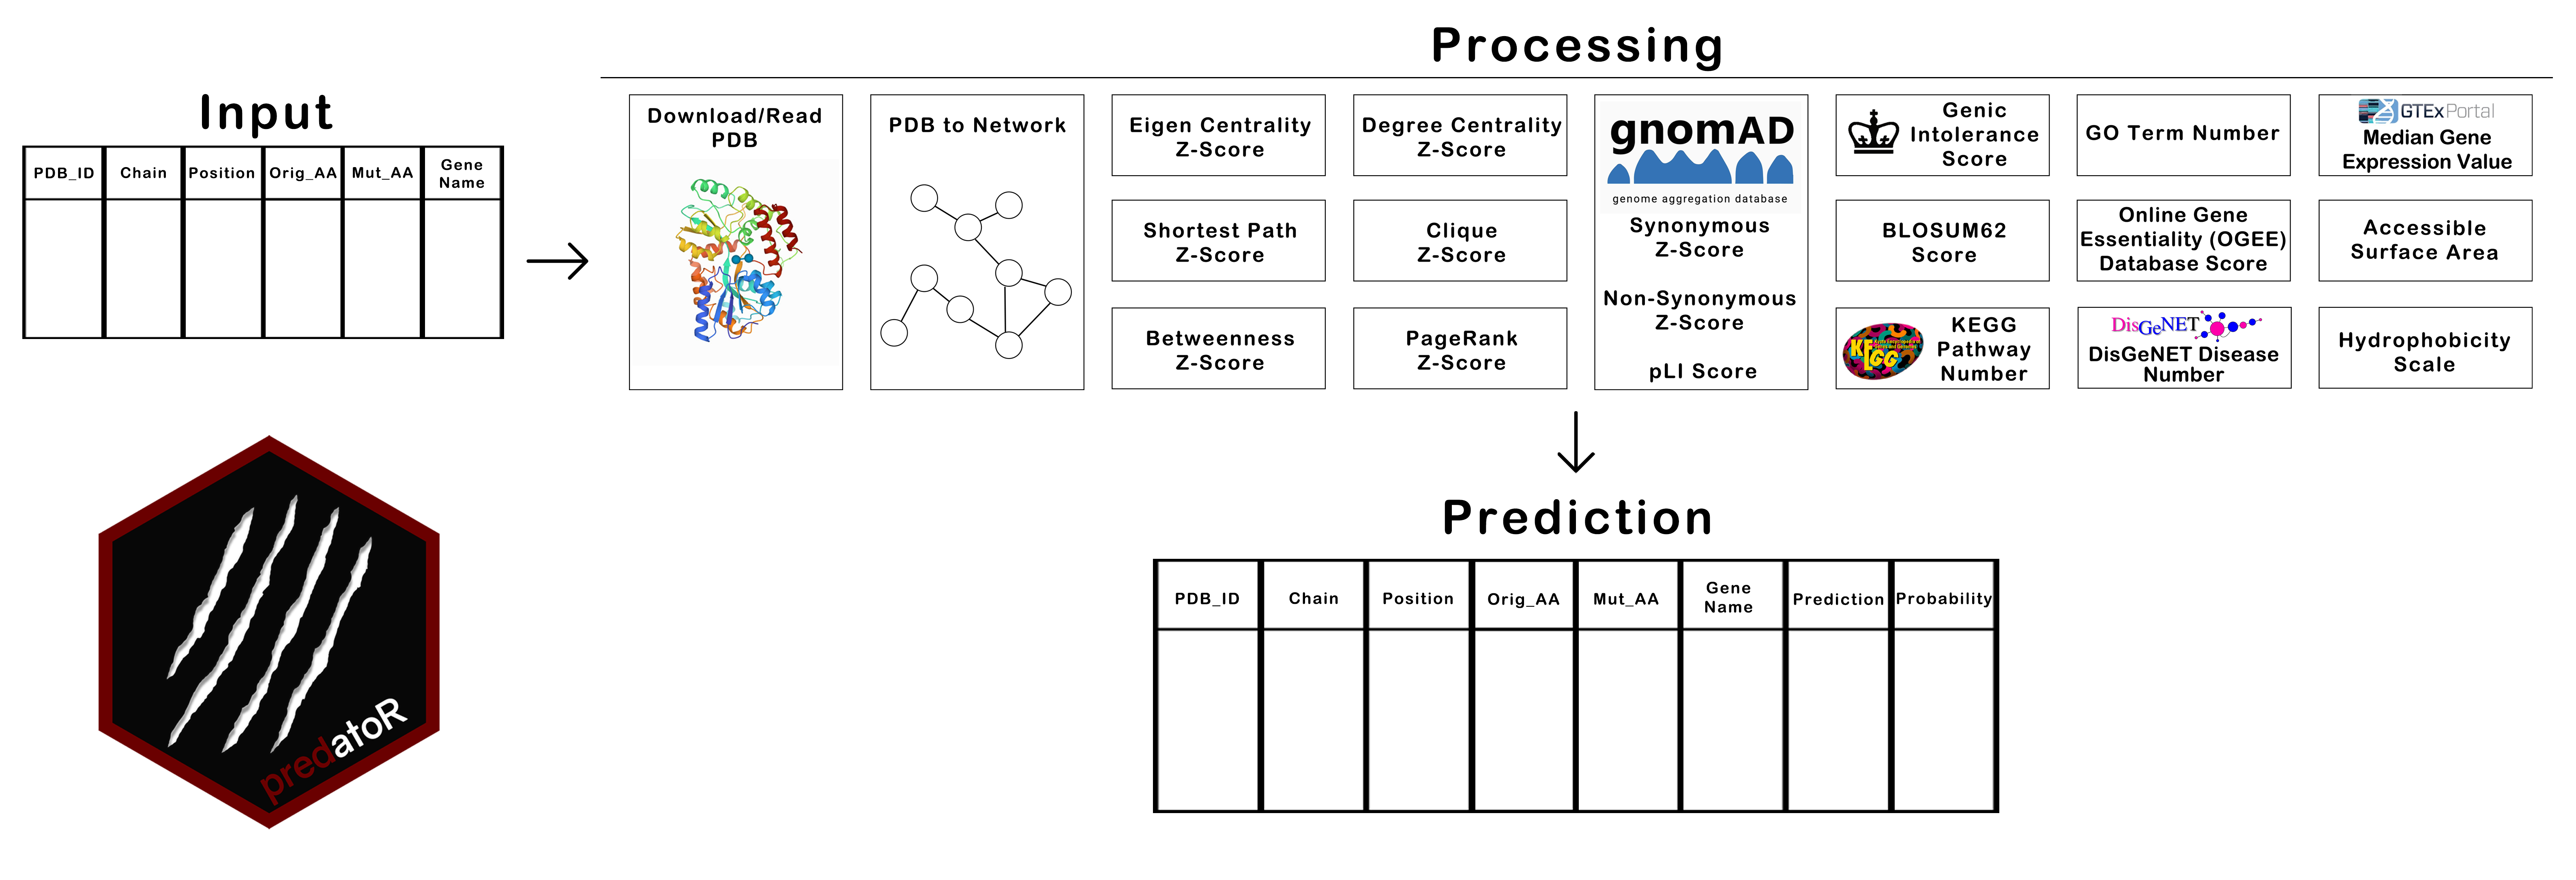 Processing
Input
PDB_ID
Chain
Position
Orig_AA
Mut_AA
Gene
Name
Download/Read
PDB
PDB to Network
Eigen Centrality
Z-Score
Shortest Path
Z-Score
Betweenness
Z-Score
Degree Centrality
Z-Score
Clique
Z-Score
PageRank
Z-Score
gnomAD
genome aggregation database
Synonymous
Z-Score
Non-Synonymous
Z-Score
pLI Score
Genic
Intolerance
Score
BLOSUM62
Score
KEGG
KEGG
Pathway
Number
GO Term Number
Online Gene
Essentiality (OGEE)
Database Score
DisGeNET
DisGeNET Disease
Number
GTExPortal
Median Gene
Expression Value
Accessible
Surface Area
Hydrophobicity
Scale
predatoR
Prediction
PDB_ID
Chain
Position
Orig_AA
Mut_AA
Gene
Name
Prediction
Probability